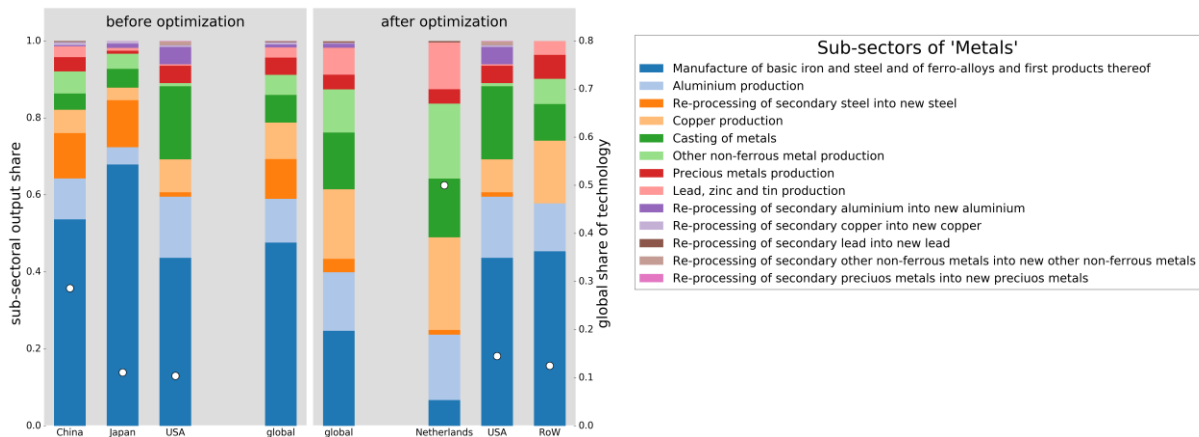 before optimization
after optimization
sub-sectoral output share
1.0
0.8
0.6
0.4
0.2
0.0
China
Japan
USA
global
global
Netherlands
USA
RoW
global share of technology
0.8
0.7
0.6
0.5
0.4
0.3
0.2
0.1
0.0
Sub-sectors of 'Metals'
Manufacture of basic iron and steel and of ferro-alloys and first products thereof
Aluminium production
Re-processing of secondary steel into new steel
Copper production
Casting of metals
Other non-ferrous metal production
Precious metals production
Lead, zinc and tin production
Re-processing of secondary aluminium into new aluminium
Re-processing of secondary copper into new copper
Re-processing of secondary lead into new lead
Re-processing of secondary other non-ferrous metals into new other non-ferrous metals
Re-processing of secondary preciuos metals into new preciuos metals